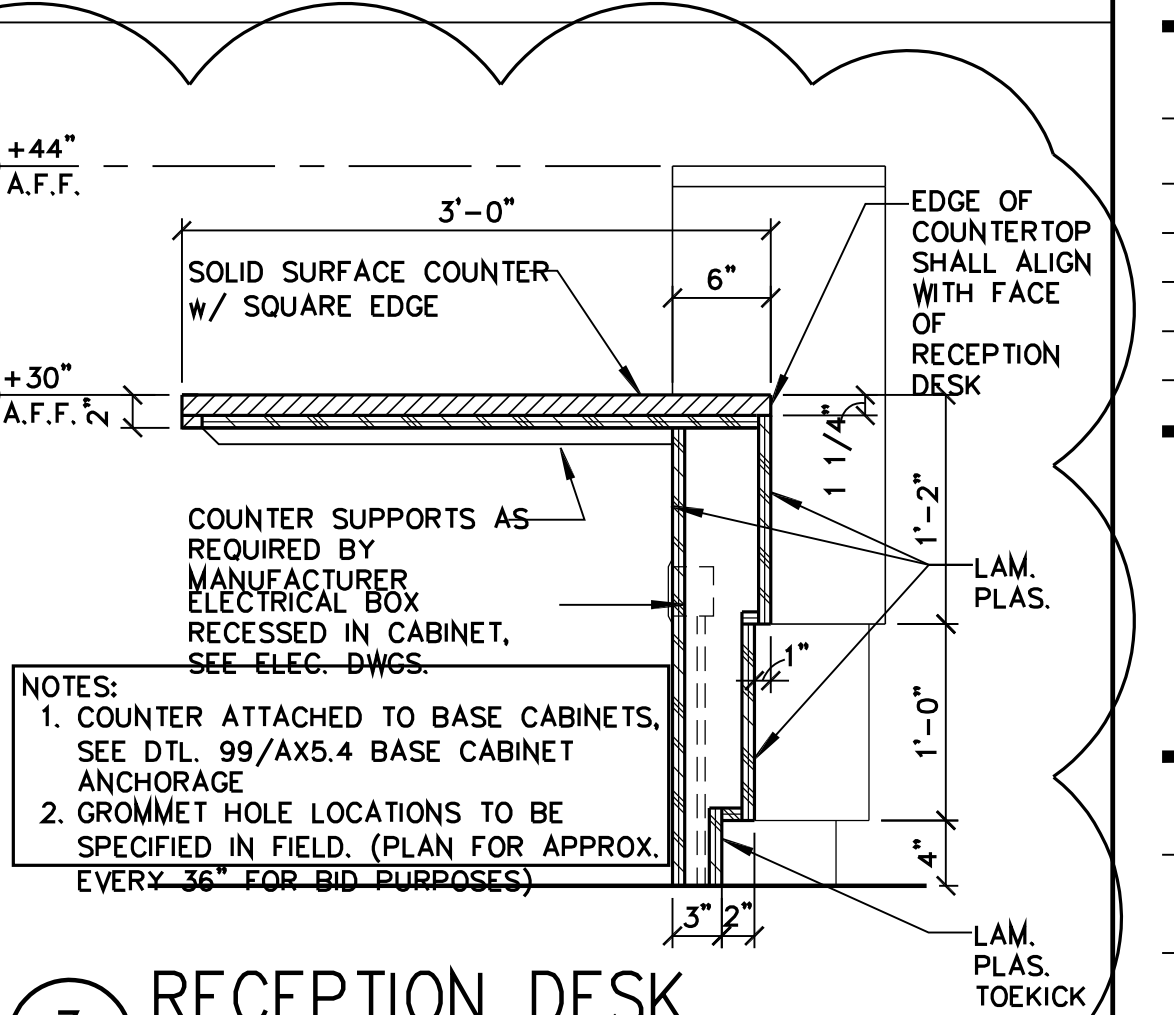 +44"
A.F.F.
3'-0"
EDGE OF
COUNTERTOP
SHALL ALIGN
WITH FACE
OF
RECEPTION
DESK
SOLID SURFACE COUNTER
W/ SQUARE EDGE
6"
+30"
A.F.F.
2"
1 1/4"
1'-2"
COUNTER SUPPORTS AS
REQUIRED BY
MANUFACTURER
ELECTRICAL BOX
RECESSED IN CABINET,
SEE ELEC. DWGS.
LAM.
PLAS.
1"
NOTES:
1. COUNTER ATTACHED TO BASE CABINETS,
SEE DTL. 99/AX5.4 BASE CABINET
ANCHORAGE
2. GROMMET HOLE LOCATIONS TO BE
SPECIFIED IN FIELD. (PLAN FOR APPROX.
EVERY 36" FOR BID PURPOSES)
1'-0"
4"
3"
2"
LAM.
PLAS.
TOEKICK
RECEPTION DESK